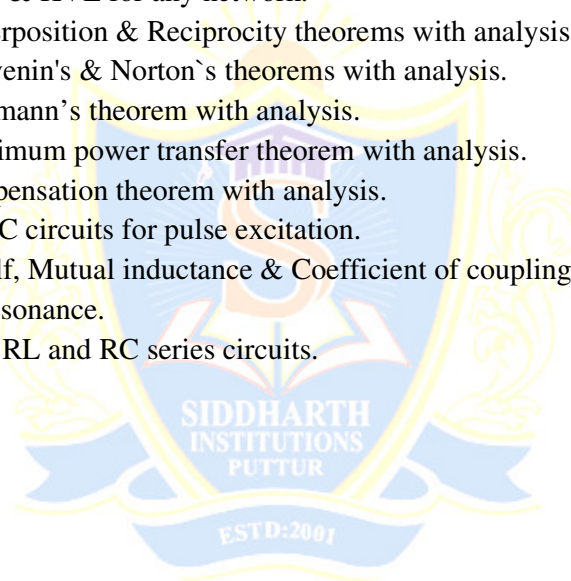 & KVL for any network.
erposition & Reciprocity theorems with analysis
venin's & Norton`s theorems with analysis.
mann’s theorem with analysis.
imum power transfer theorem with analysis.
pensation theorem with analysis.
C circuits for pulse excitation.
lf, Mutual inductance & Coefficient of coupling
sonance.
RL and RC series circuits.
S
SIDDHARTH
INSTITUTIONS
PUTTUR
ESTD:2001